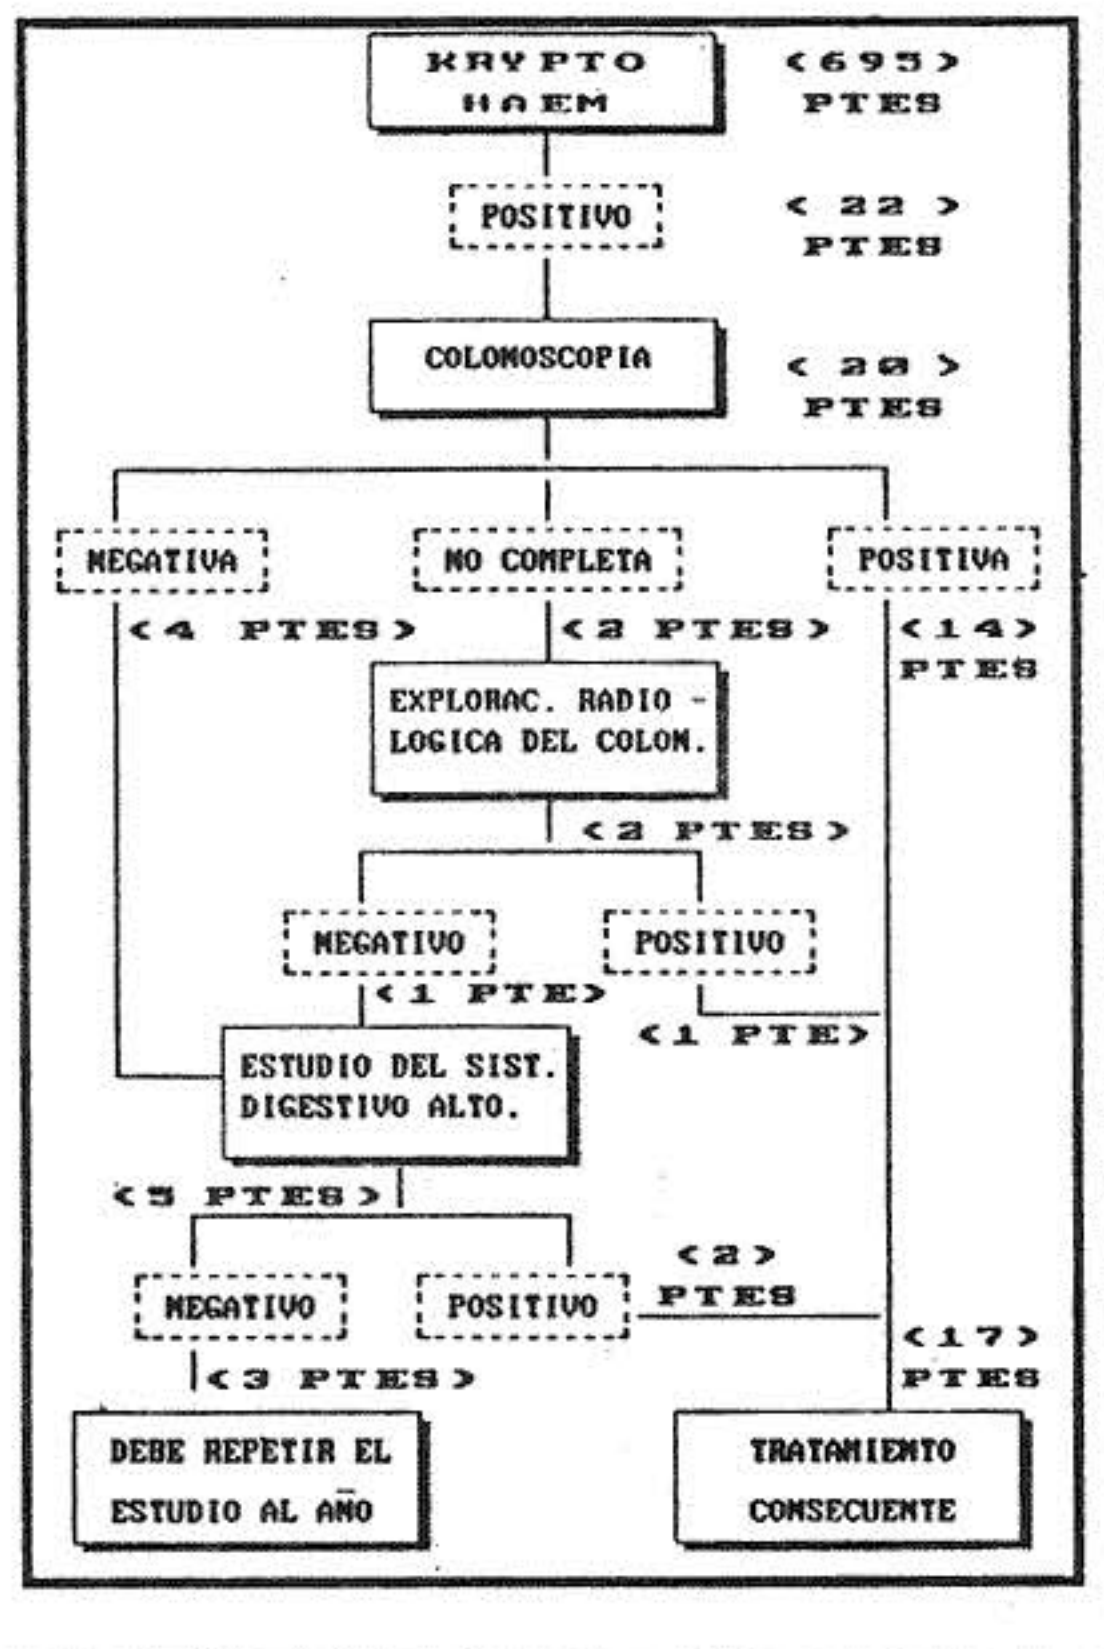 KRYPTO
HAEM
<695>
PTES
POSITIVO
< 22 >
PTES
COLONOSCOPIA
< 20 >
PTES
NEGATIVA
NO COMPLETA
POSITIVA
<4 PTES>
<2 PTES>
<14>
PTES
EXPLORAC. RADIO -
LOGICA DEL COLON.
<2 PTES>
NEGATIVO
POSITIVO
<1 PTE>
<1 PTE>
ESTUDIO DEL SIST.
DIGESTIVO ALTO.
<5 PTES>
NEGATIVO
POSITIVO
<2>
PTES
<3 PTES>
<17>
PTES
DEBE REPETIR EL
ESTUDIO AL AÑO
TRATAMIENTO
CONSECUENTE